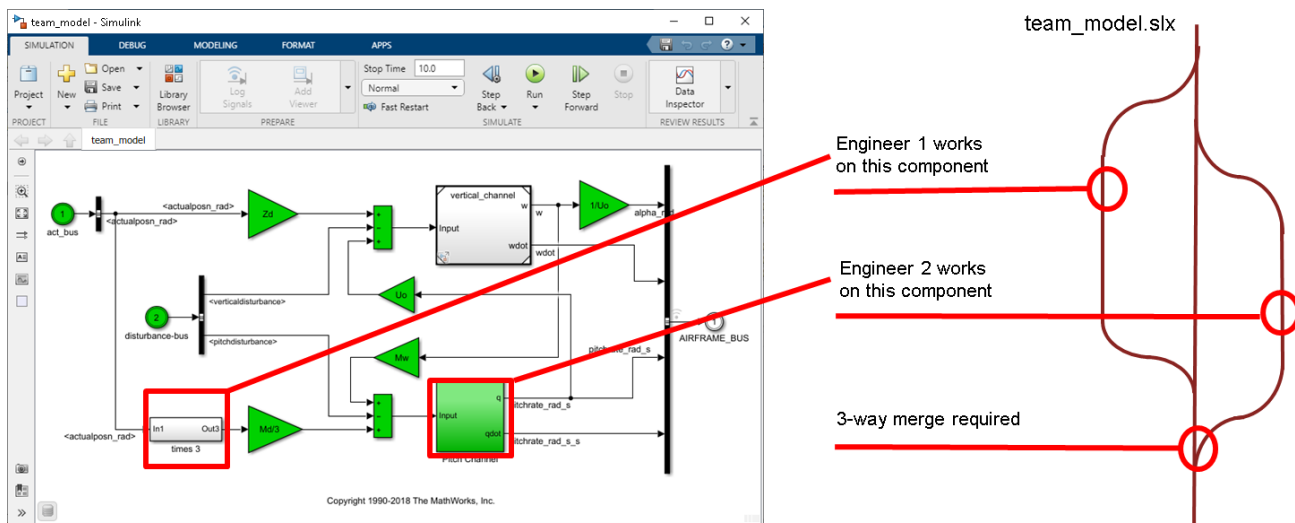 team_model - Simulink
team_model.slx
SIMULATION
DEBUG
MODELING
FORMAT
APPS
Project
New
Open
Save
Print
Library
Browser
Log
Signals
Add
Viewer
Stop Time 10.0
Normal
Fast Restart
Step
Back
Run
Step
Forward
Stop
Data
Inspector
PROJECT
FILE
LIBRARY
PREPARE
SIMULATE
REVIEW RESULTS
team_model
Engineer 1 works
on this component
1
act_bus
<actualposn_rad>
<actualposn_rad>
Zd
vertical_channel
Input
w
wdot
w
wdot
1/Uo
Engineer 2 works
on this component
Uo
<verticaldisturbance>
2
disturbance-bus
<pitchdisturbance>
1
AIRFRAME_BUS
Mw
pitchrate_rad_s
Input
q
qdot
pitchrate_rad_s
pitchrate_rad_s_s
Pitch Channel
<actualposn_rad>
In1
Out3
times 3
Md/3
3-way merge required
Copyright 1990-2018 The MathWorks, Inc.